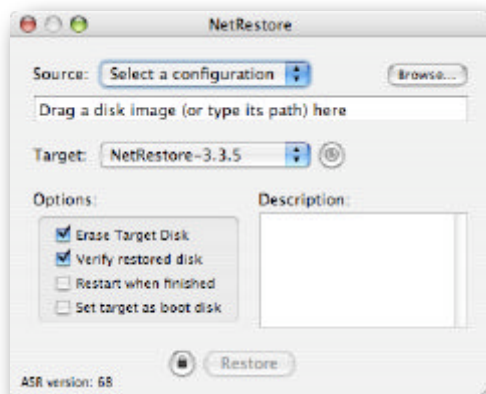 NetRestore
Source: Select a configuration Browse...
Drag a disk image (or type its path) here
Target: NetRestore-3.3.5
Options: Description:
Erase Target Disk
Verify restored disk
Restart when finished
Set target as boot disk
Restore
ASR version: 68